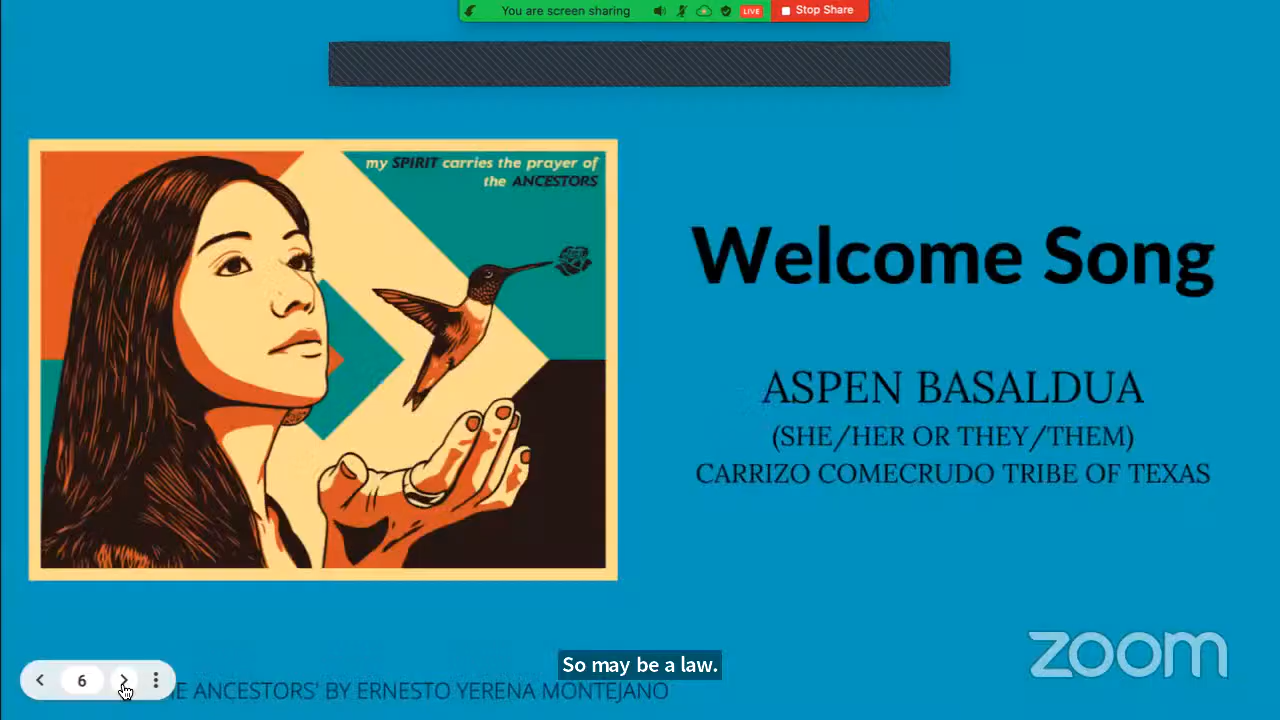 You are screen sharing
LIVE
Stop Share
my SPIRIT carries the prayer of
the ANCESTORS
Welcome Song
ASPEN BASALDUA
(SHE/HER OR THEY/THEM)
CARRIZO COMECRUDO TRIBE OF TEXAS
So may be a law.
zoom
6
ANCESTORS' BY ERNESTO YERENA MONTEJANO